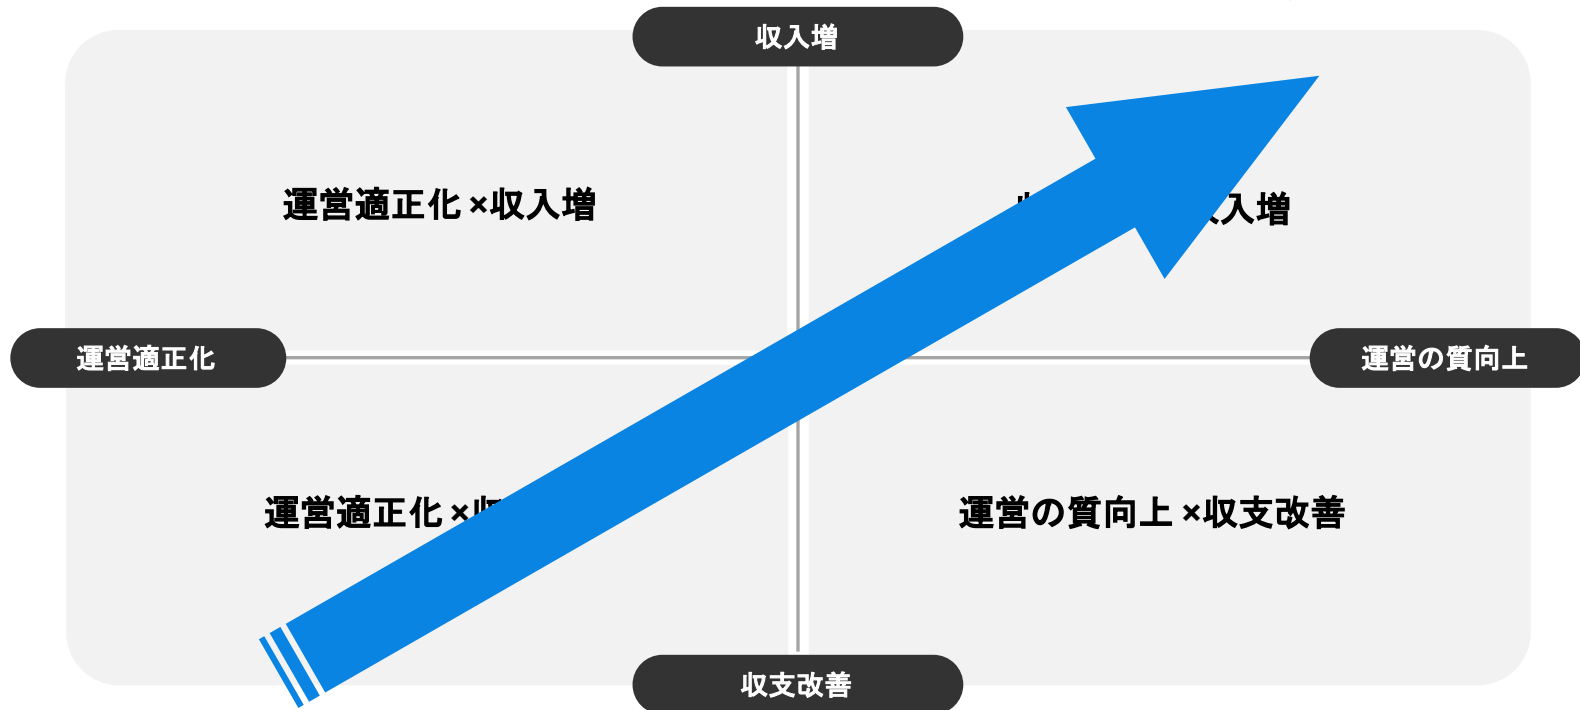 収入増
運営適正化 ×収入増
入増
運営適正化
運営の質向上
運営適正化 ×
運営の質向上 ×収支改善
収支改善